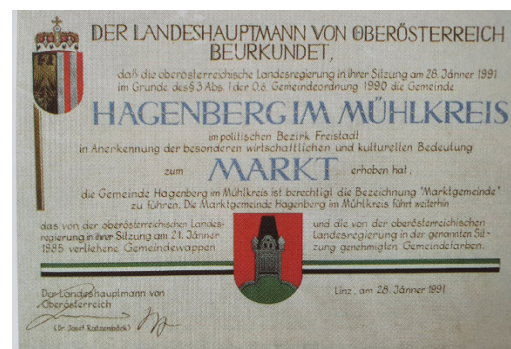 DER LANDESHAUPTMANN VON OBERÖSTERREICH
BEURKUNDET,
daß die oberösterreichische Landesregierung in ihrer Sitzung am 28. Jänner 1991
im Grunde des § 3 Abs. 1 der O.ö. Gemeindeordnung 1990 die Gemeinde
HAGENBERG IM MÜHLKREIS
im politischen Bezirk Freistadt
in Anerkennung der besonderen wirtschaftlichen und kulturellen Bedeutung
zum MARKT erhoben hat,
die Gemeinde Hagenberg im Mühlkreis ist berechtigt die Bezeichnung "Marktgemeinde"
zu führen. Die Marktgemeinde Hagenberg im Mühlkreis führt weiterhin
das von der oberösterreichischen Landes-
regierung in ihrer Sitzung am 21. Jänner
1985 verliehene Gemeindewappen
und die von der oberösterreichischen
Landesregierung in der genannten Sit-
zung genehmigten Gemeindefarben.
Der Landeshauptmann von
Oberösterreich
(Dr. Josef Ratzenböck)
Linz, am 28. Jänner 1991